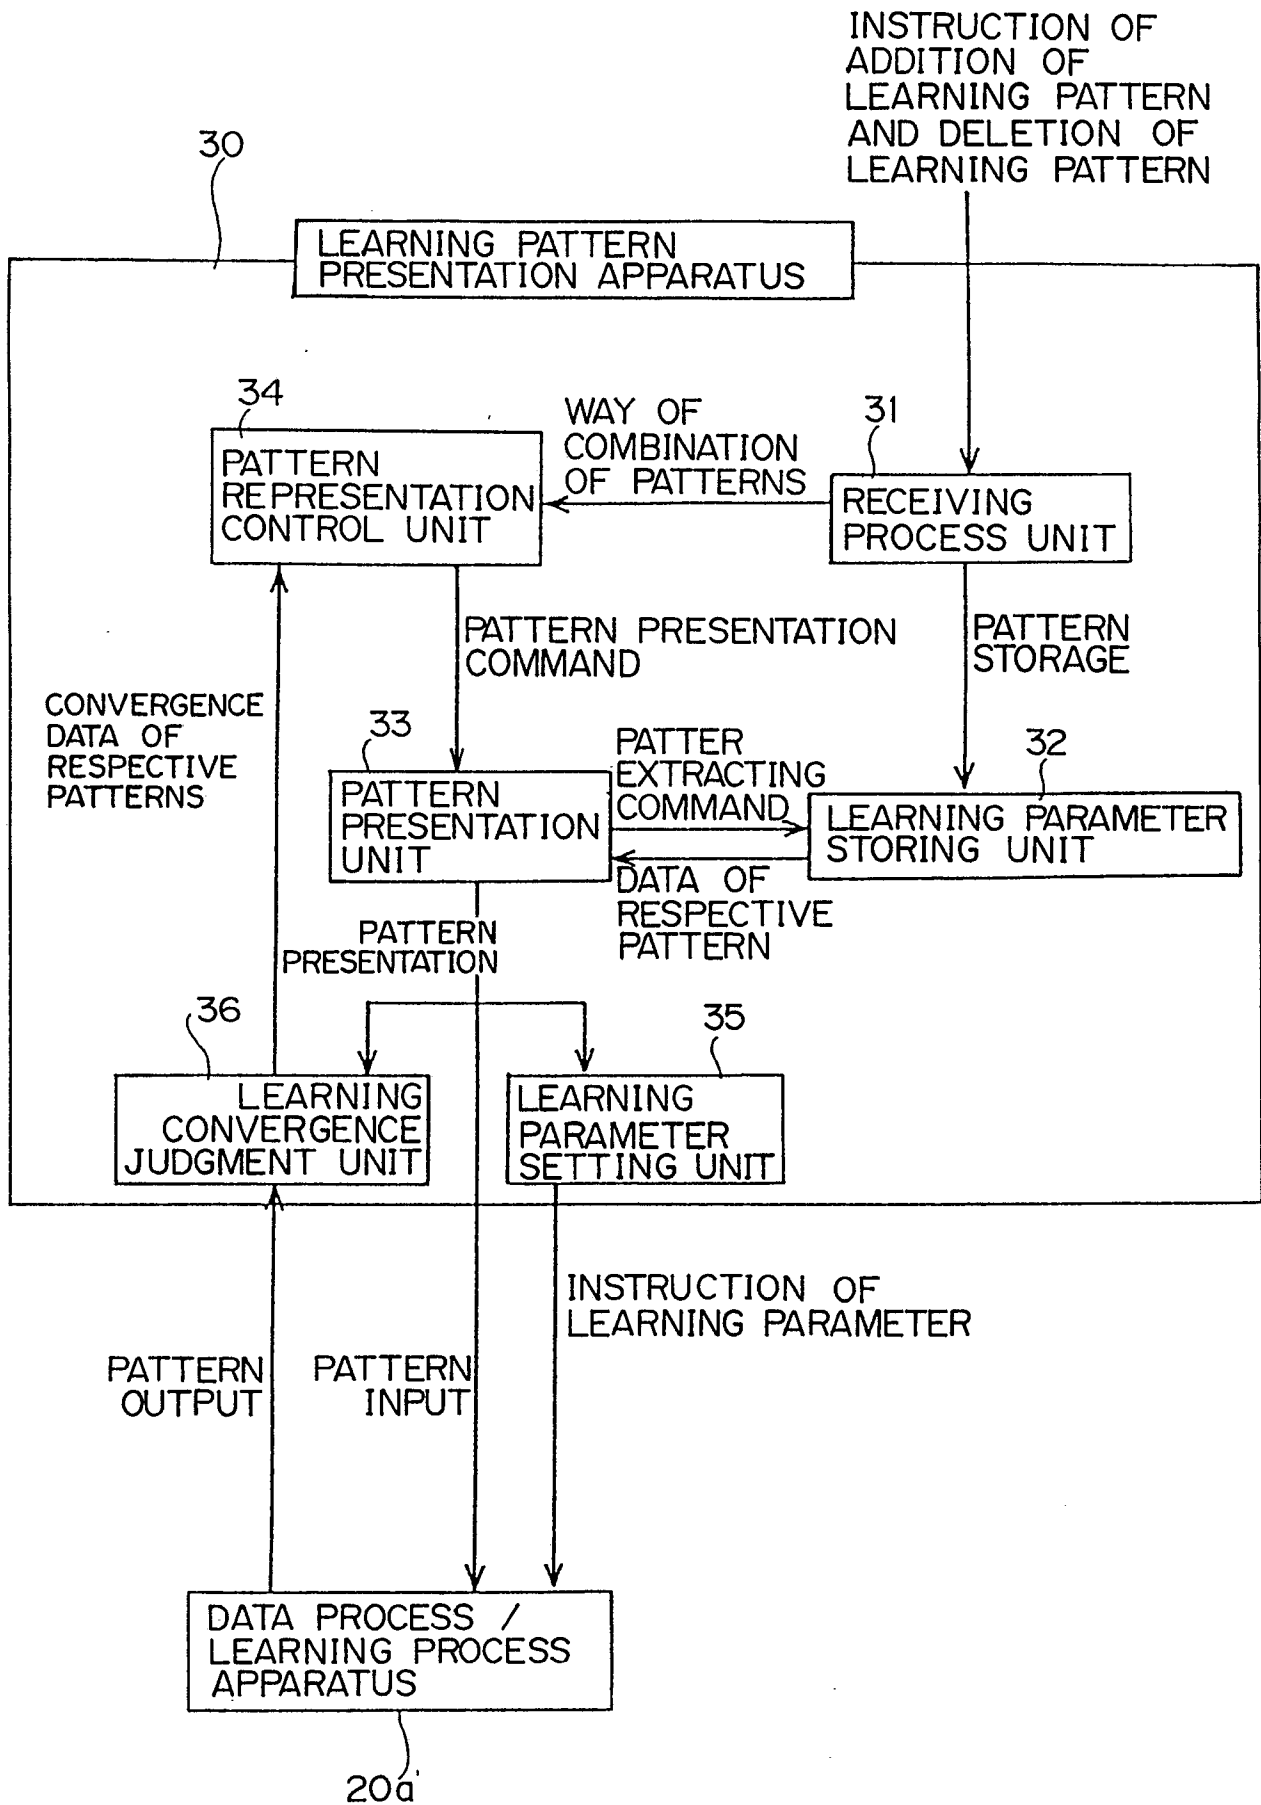 INSTRUCTION OF
ADDITION OF
LEARNING PATTERN
AND DELETION OF
LEARNING PATTERN
30
LEARNING PATTERN
PRESENTATION APPARATUS
34
PATTERN
REPRESENTATION
CONTROL UNIT
WAY OF
COMBINATION
OF PATTERNS
31
RECEIVING
PROCESS UNIT
PATTERN PRESENTATION
COMMAND
PATTERN
STORAGE
CONVERGENCE
DATA OF
RESPECTIVE
PATTERNS
33
PATTERN
PRESENTATION
UNIT
PATTER
EXTRACTING
COMMAND
32
LEARNING PARAMETER
STORING UNIT
DATA OF
RESPECTIVE
PATTERN
PATTERN
PRESENTATION
36
LEARNING
CONVERGENCE
JUDGMENT UNIT
35
LEARNING
PARAMETER
SETTING UNIT
INSTRUCTION OF
LEARNING PARAMETER
PATTERN
OUTPUT
PATTERN
INPUT
DATA PROCESS /
LEARNING PROCESS
APPARATUS
20a'